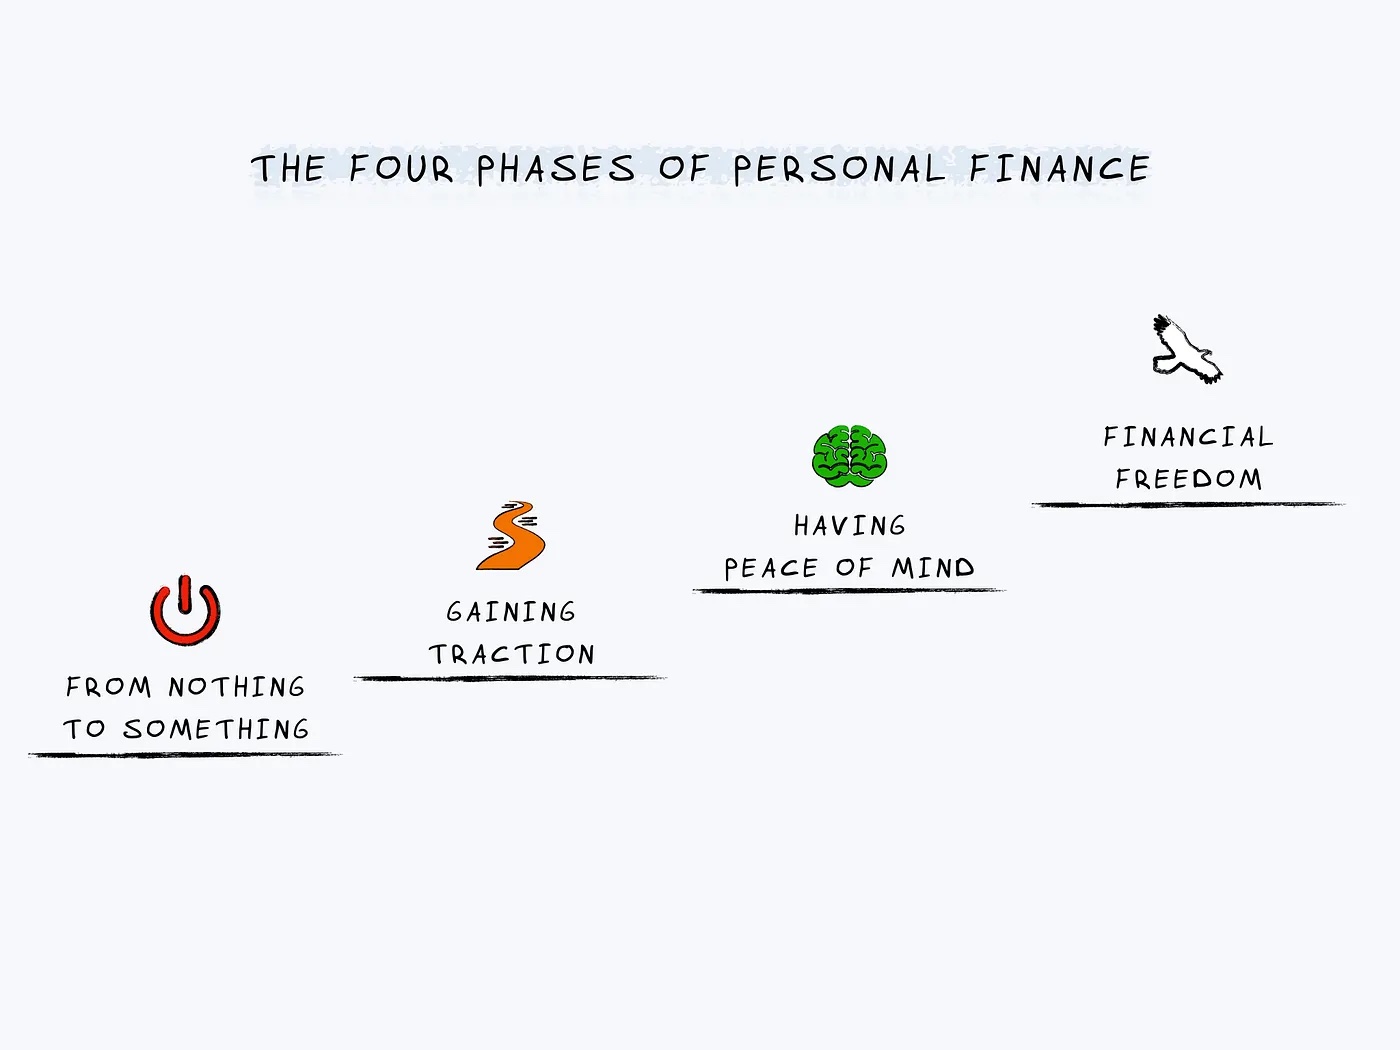 THE FOUR PHASES OF PERSONAL FINANCE
FROM NOTHING
TO SOMETHING
GAINING
TRACTION
HAVING
PEACE OF MIND
FINANCIAL
FREEDOM